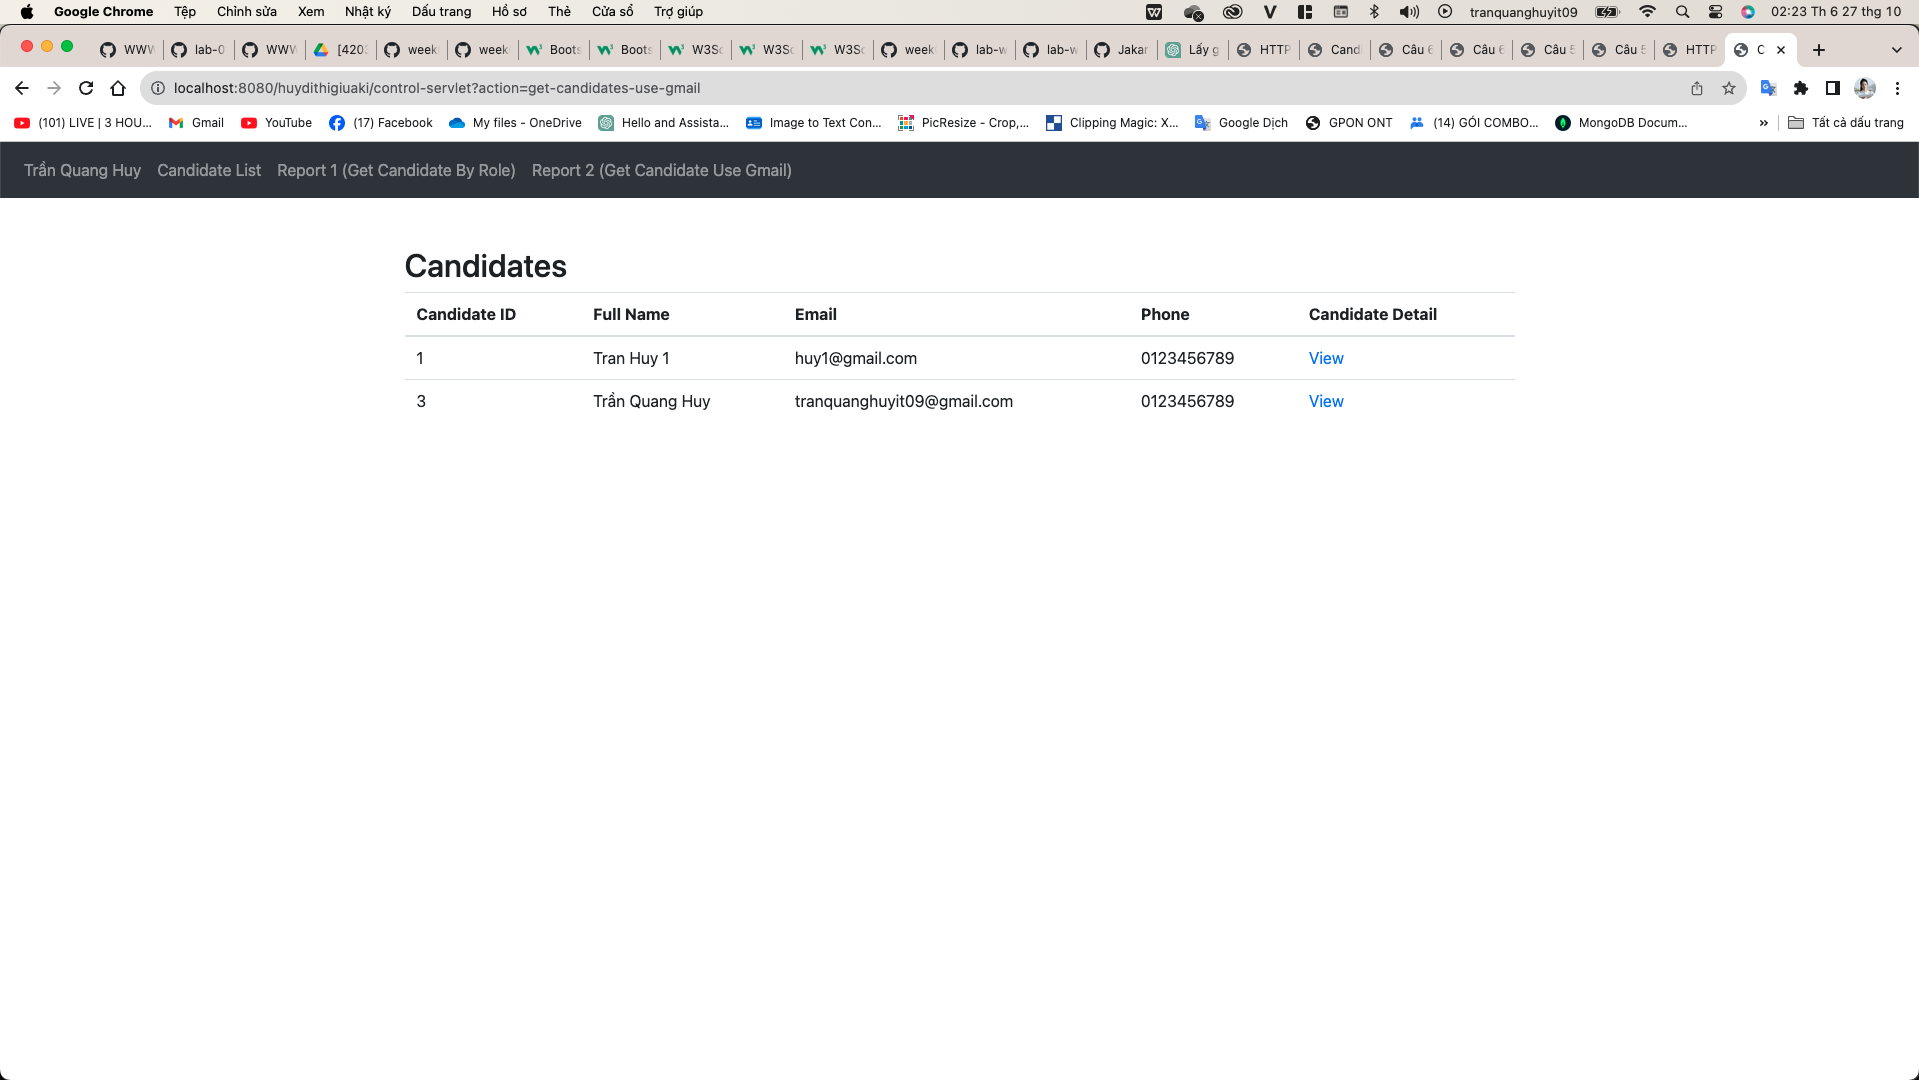 Google Chrome Tệp Chỉnh sửa Xem Nhật ký Dấu trang Hồ sơ Thẻ Cửa sổ Trợ giúp tranquanghuyit09 02:23 Th 6 27 thg 10
WWW lab-0 WWW [420 week week Boots Boots W3Sc W3Sc W3Sc week lab-w lab-w Jakar Lấy g HTTP Cand Câu 6 Câu 6 Câu 5 Câu 5 HTTP C
localhost:8080/huydithigiuaki/control-servlet?action=get-candidates-use-gmail
(101) LIVE | 3 HOU... Gmail YouTube (17) Facebook My files - OneDrive Hello and Assista... Image to Text Con... PicResize - Crop,... Clipping Magic: X... Google Dịch GPON ONT (14) GÓI COMBO... MongoDB Docum... » Tất cả dấu trang
Trần Quang Huy Candidate List Report 1 (Get Candidate By Role) Report 2 (Get Candidate Use Gmail)
Candidates
Candidate ID Full Name Email Phone Candidate Detail
1 Tran Huy 1 huy1@gmail.com 0123456789 View
3 Trần Quang Huy tranquanghuyit09@gmail.com 0123456789 View